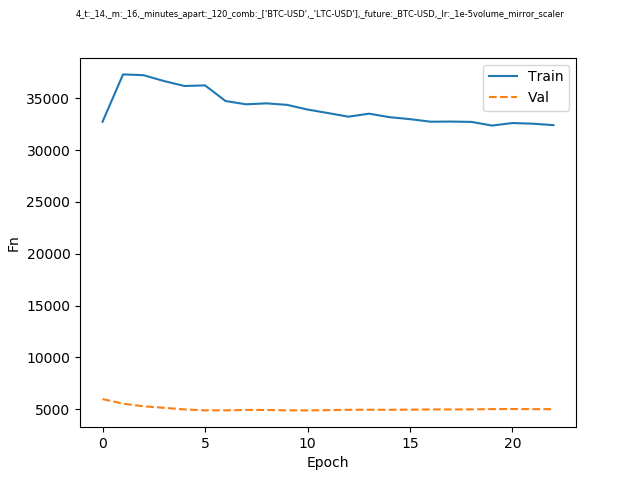 4_t:_14,_m:_16,_minutes_apart:_120_comb:_['BTC-USD',_'LTC-USD'],_future:_BTC-USD,_lr:_1e-5volume_mirror_scaler
Train
Val
35000
30000
25000
20000
15000
10000
5000
Fn
0
5
10
15
20
Epoch